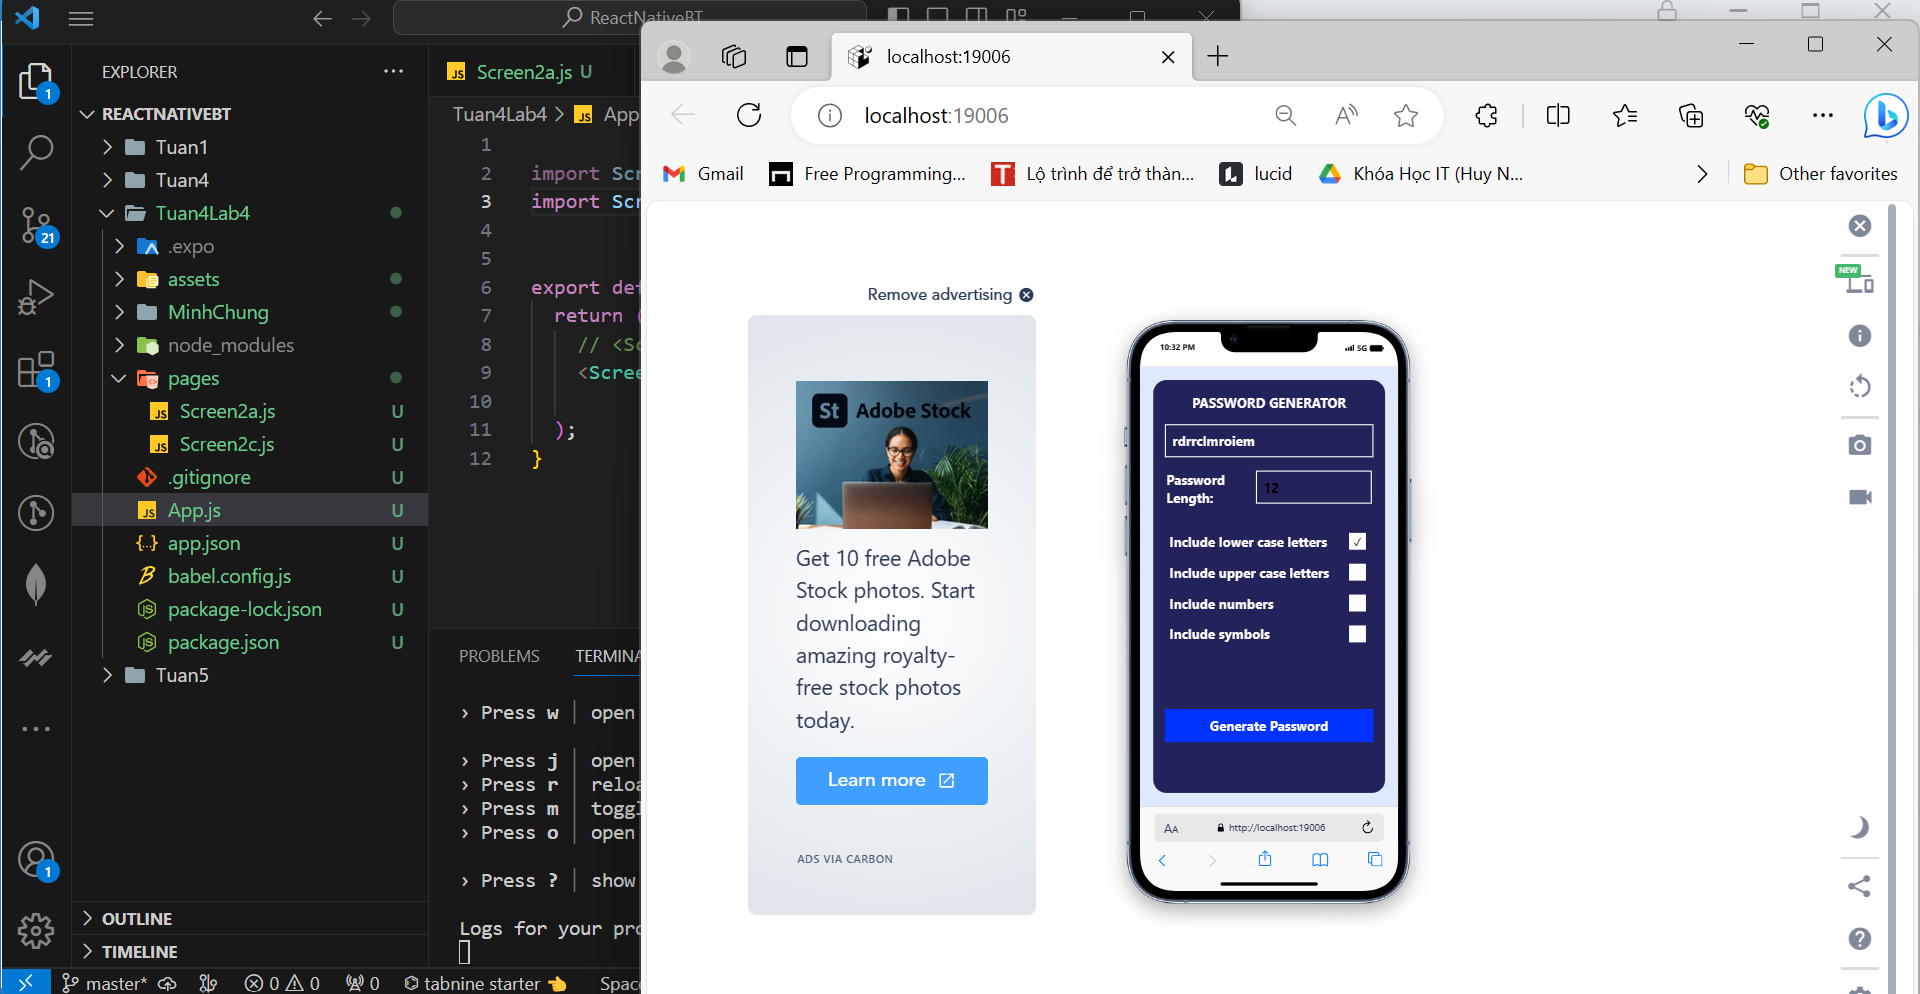 ReactNativeBT
EXPLORER
REACTNATIVEBT
Tuan1
Tuan4
Tuan4Lab4
.expo
assets
MinhChung
node_modules
pages
Screen2a.js U
Screen2c.js U
.gitignore U
App.js U
app.json U
babel.config.js U
package-lock.json U
package.json U
Tuan5
OUTLINE
TIMELINE
1
21
1
1
master*
0 0
0
tabnine starter
Screen2a.js U
Tuan4Lab4 > App
1
2 import Scr
3 import Scr
4
5
6 export def
7 return (
8 // <Sc
9 <Scree
10
11 );
12 }
PROBLEMS TERMINA
› Press w │ open
› Press j │ open
› Press r │ reloa
› Press m │ toggl
› Press o │ open
› Press ? │ show
Logs for your pro
localhost:19006
localhost:19006
Gmail
Free Programming...
Lộ trình để trở thàn...
lucid
Khóa Học IT (Huy N...
Other favorites
NEW
Remove advertising
St Adobe Stock
Get 10 free Adobe
Stock photos. Start
downloading
amazing royalty-
free stock photos
today.
Learn more
ADS VIA CARBON
10:32 PM 5G
PASSWORD GENERATOR
rdrrclmroiem
Password
Length:
12
Include lower case letters
Include upper case letters
Include numbers
Include symbols
Generate Password
AA http://localhost:19006